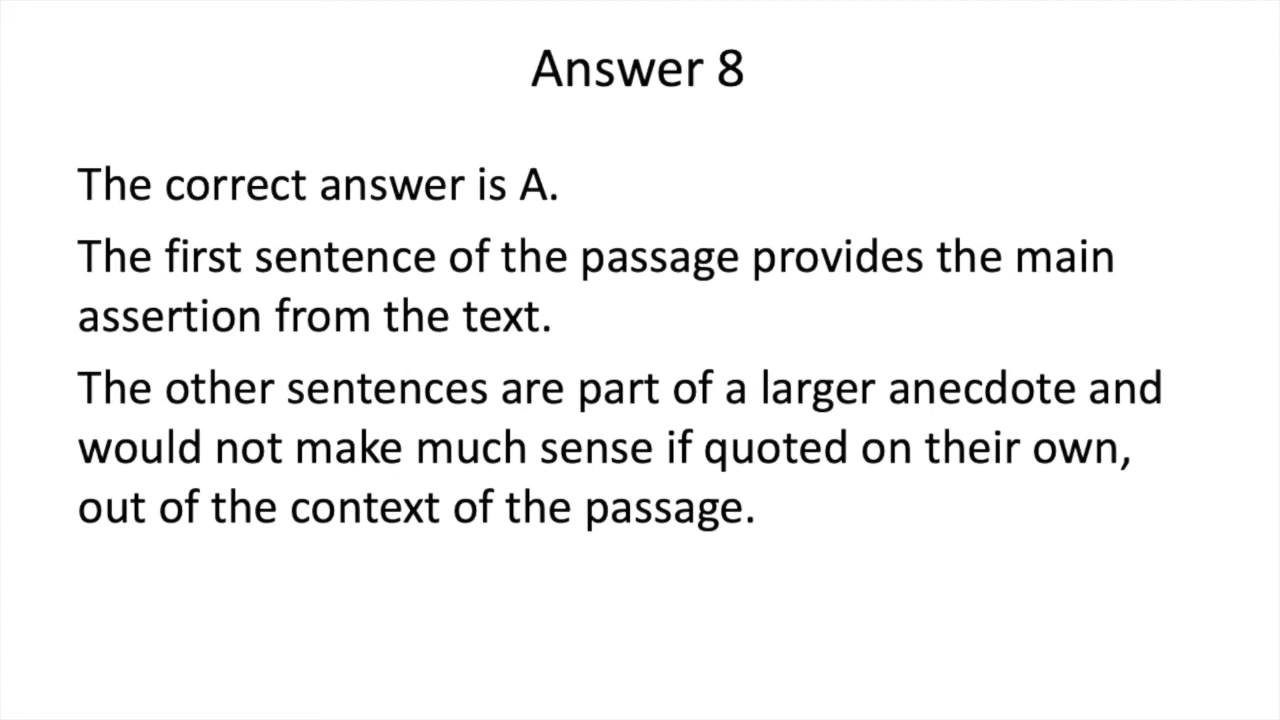 Answer 8
The correct answer is A.
The first sentence of the passage provides the main
assertion from the text.
The other sentences are part of a larger anecdote and
would not make much sense if quoted on their own,
out of the context of the passage.